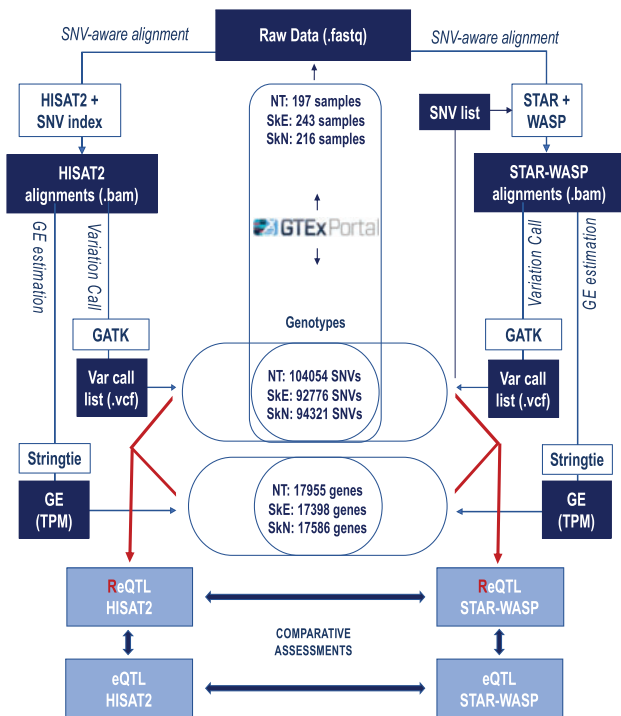 SNV-aware alignment
Raw Data (.fastq)
SNV-aware alignment
HISAT2 +
SNV index
NT: 197 samples
SkE: 243 samples
SkN: 216 samples
SNV list
STAR +
WASP
HISAT2
alignments (.bam)
STAR-WASP
alignments (.bam)
GTExPortal
GE estimation
Variation Call
Variation Call
GE estimation
Genotypes
GATK
GATK
Var call
list (.vcf)
NT: 104054 SNVs
SkE: 92776 SNVs
SkN: 94321 SNVs
Var call
list (.vcf)
Stringtie
Stringtie
GE
(TPM)
NT: 17955 genes
SkE: 17398 genes
SkN: 17586 genes
GE
(TPM)
ReQTL
HISAT2
ReQTL
STAR-WASP
COMPARATIVE
ASSESSMENTS
eQTL
HISAT2
eQTL
STAR-WASP